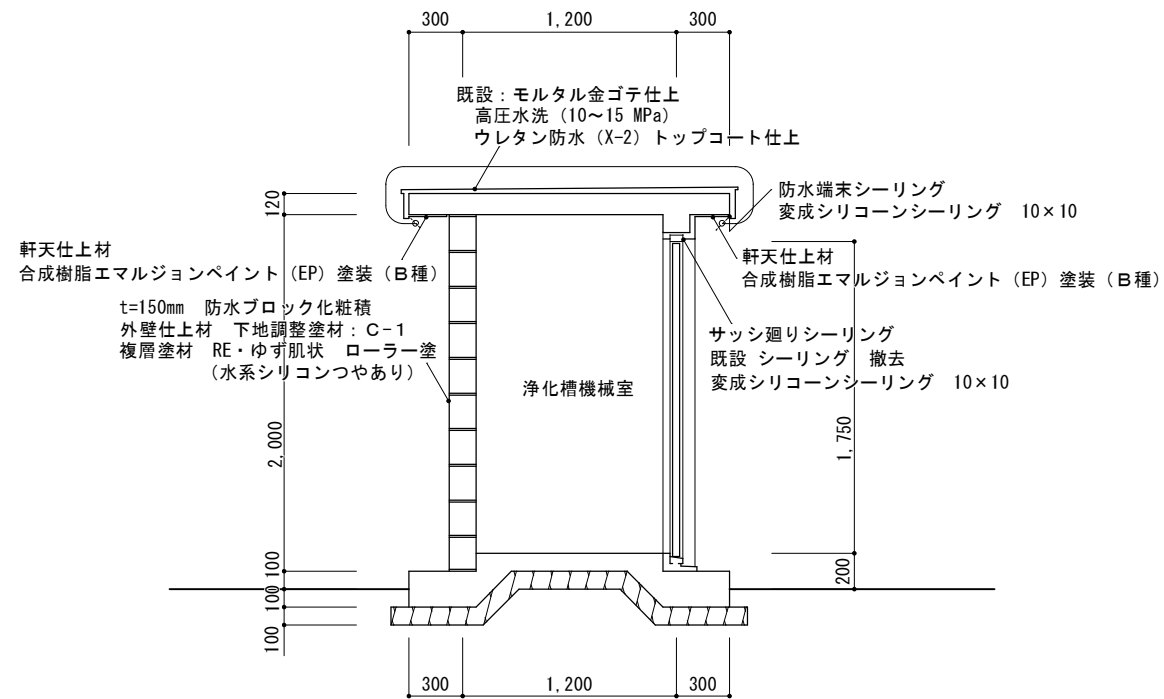 300
1,200
300
既設：モルタル金ゴテ仕上
高圧水洗（10～15 MPa）
ウレタン防水（X-2）トップコート仕上
防水端末シーリング
変成シリコーンシーリング　10×10
120
軒天仕上材
合成樹脂エマルジョンペイント（EP）塗装（Ｂ種）
軒天仕上材
合成樹脂エマルジョンペイント（EP）塗装（Ｂ種）
t=150mm　防水ブロック化粧積
外壁仕上材　下地調整塗材：Ｃ-1
複層塗材　RE・ゆず肌状　ローラー塗
（水系シリコンつやあり）
サッシ廻りシーリング
既設 シーリング　撤去
変成シリコーンシーリング　10×10
浄化槽機械室
2,000
1,750
100
200
100
100
300
1,200
300